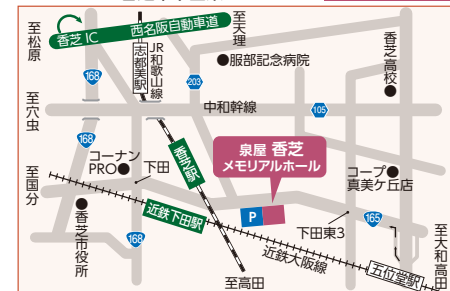 至松原
香芝IC
西名阪自動車道
至天理
志都美駅
JR和歌山線
服部記念病院
香芝高校
168
203
至穴虫
中和幹線
105
168
コーナン
PRO
下田
香芝駅
泉屋 香芝
メモリアルホール
コープ
真美ケ丘店
至国分
近鉄下田駅
P
165
下田東3
香芝市役所
168
近鉄大阪線
至高田
五位堂駅
至大和高田